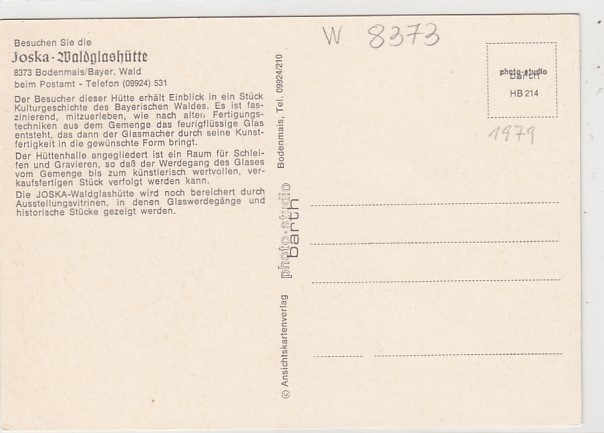 Besuchen Sie die
Joska-Waldglashütte
8373 Bodenmais/Bayer. Wald
beim Postamt - Telefon (09924) 531
Der Besucher dieser Hütte erhält Einblick in ein Stück
Kulturgeschichte des Bayerischen Waldes. Es ist fas-
zinierend, mitzuerleben, wie nach alten Fertigungs-
techniken aus dem Gemenge das feurigflüssige Glas
entsteht, das dann der Glasmacher durch seine Kunst-
fertigkeit in die gewünschte Form bringt.
Der Hüttenhalle angegliedert ist ein Raum für Schlei-
fen und Gravieren, so daß der Werdegang des Glases
vom Gemenge bis zum künstlerisch wertvollen, ver-
kaufsfertigen Stück verfolgt werden kann.
Die JOSKA-Waldglashütte wird noch bereichert durch
Ausstellungsvitrinen, in denen Glaswerdegänge und
historische Stücke gezeigt werden.
© Ansichtskartenverlag
photo-studio
barth
Bodenmais, Tel. 09924/210
W 8373
photo-studio
barth
HB 214
1979